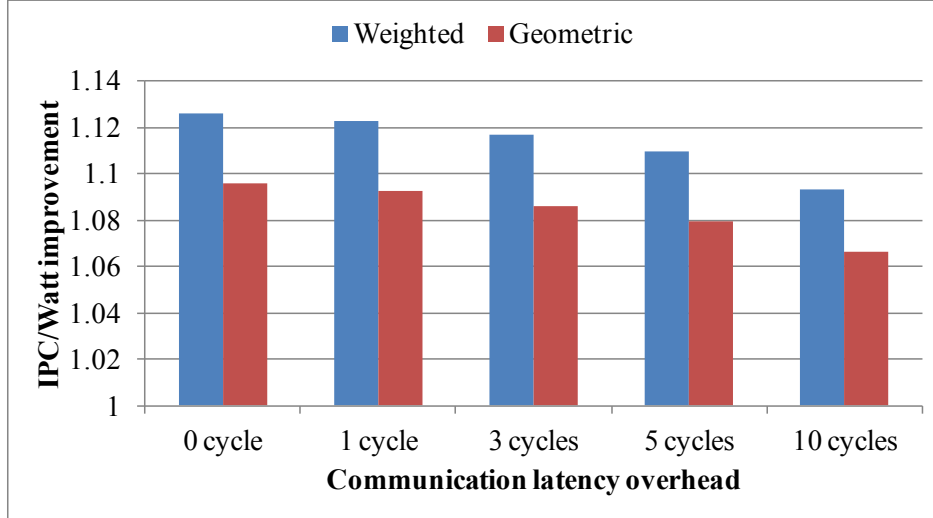 Weighted Geometric
IPC/Watt improvement
1.14
1.12
1.1
1.08
1.06
1.04
1.02
1
0 cycle 1 cycle 3 cycles 5 cycles 10 cycles
Communication latency overhead